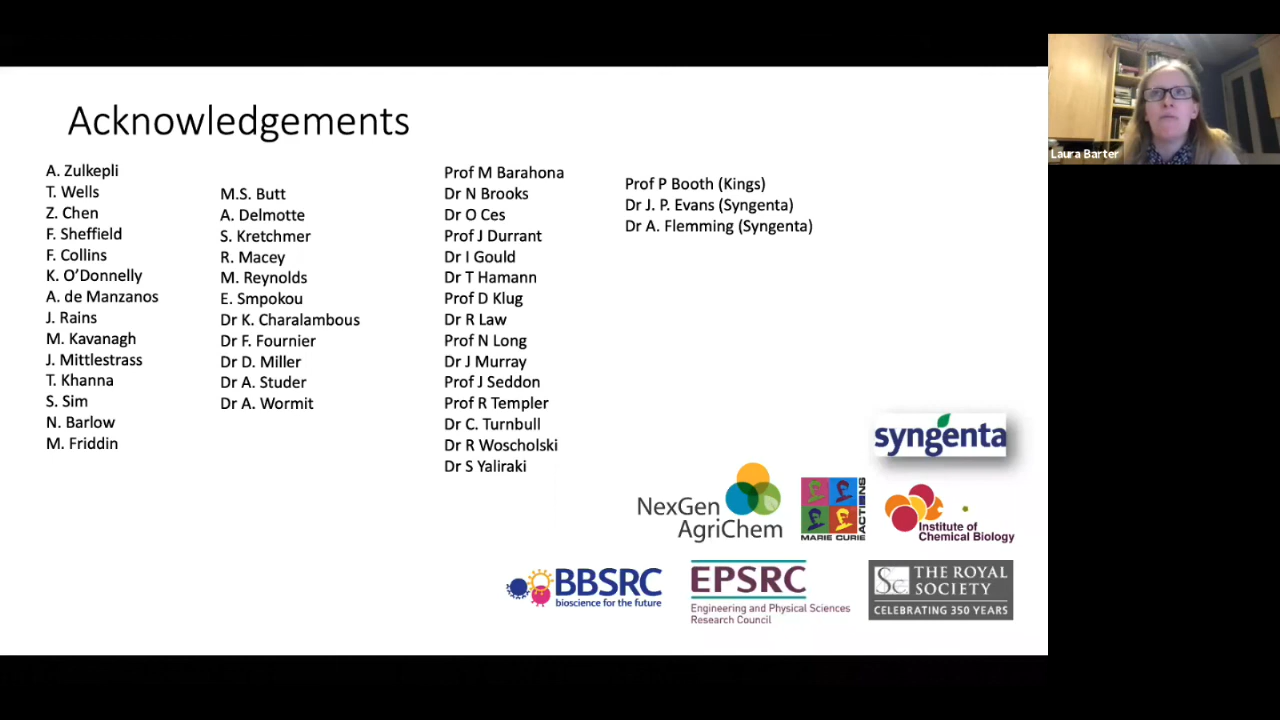 Acknowledgements
A. Zulkepli
T. Wells
Z. Chen
F. Sheffield
F. Collins
K. O’Donnelly
A. de Manzanos
J. Rains
M. Kavanagh
J. Mittlestrass
T. Khanna
S. Sim
N. Barlow
M. Friddin
M.S. Butt
A. Delmotte
S. Kretchmer
R. Macey
M. Reynolds
E. Smpokou
Dr K. Charalambous
Dr F. Fournier
Dr D. Miller
Dr A. Studer
Dr A. Wormit
Prof M Barahona
Dr N Brooks
Dr O Ces
Prof J Durrant
Dr I Gould
Dr T Hamann
Prof D Klug
Dr R Law
Prof N Long
Dr J Murray
Prof J Seddon
Prof R Templer
Dr C. Turnbull
Dr R Woscholski
Dr S Yaliraki
Prof P Booth (Kings)
Dr J. P. Evans (Syngenta)
Dr A. Flemming (Syngenta)
Laura Barter
syngenta
NexGen
AgriChem
MARIE CURIE
ACTIONS
Institute of
Chemical Biology
BBSRC
bioscience for the future
EPSRC
Engineering and Physical Sciences
Research Council
Sc
THE ROYAL
SOCIETY
CELEBRATING 350 YEARS